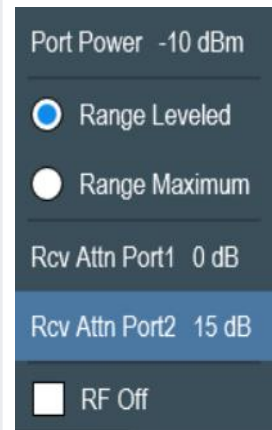 Port Power -10 dBm
Range Leveled
Range Maximum
Rcv Attn Port1 0 dB
Rcv Attn Port2 15 dB
RF Off